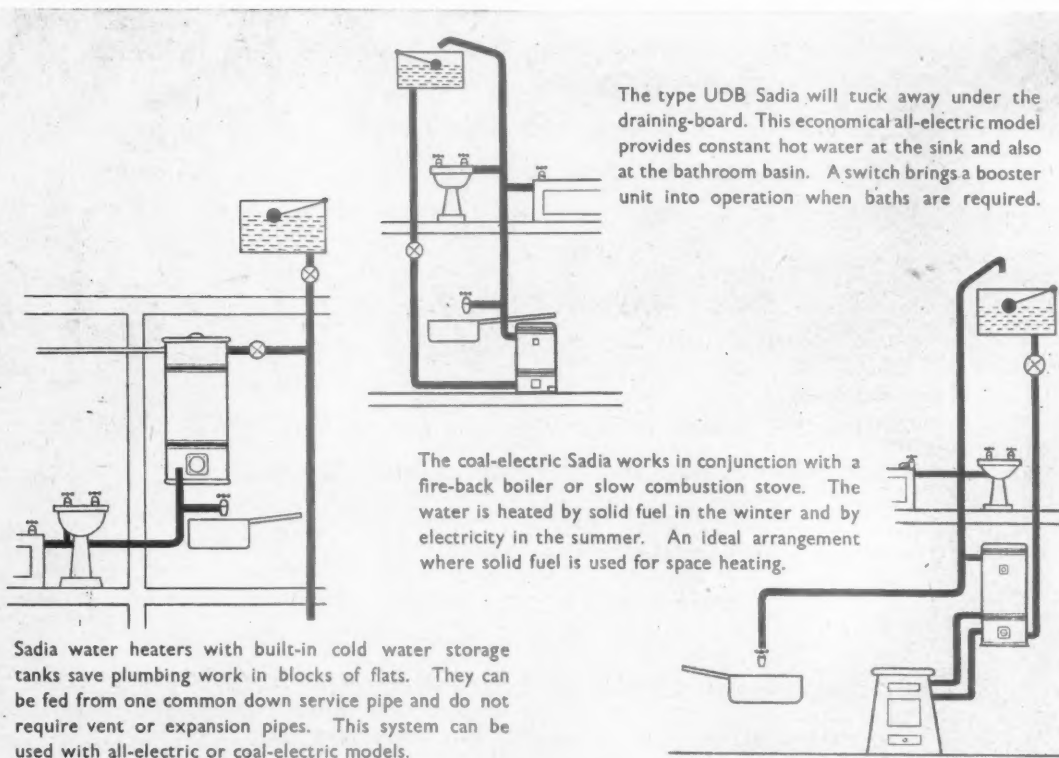 The type UDB Sadia will tuck away under the
draining-board. This economical all-electric model
provides constant hot water at the sink and also
at the bathroom basin. A switch brings a booster
unit into operation when baths are required.
The coal-electric Sadia works in conjunction with a
fire-back boiler or slow combustion stove. The
water is heated by solid fuel in the winter and by
electricity in the summer. An ideal arrangement
where solid fuel is used for space heating.
Sadia water heaters with built-in cold water storage
tanks save plumbing work in blocks of flats. They can
be fed from one common down service pipe and do not
require vent or expansion pipes. This system can be
used with all-electric or coal-electric models.